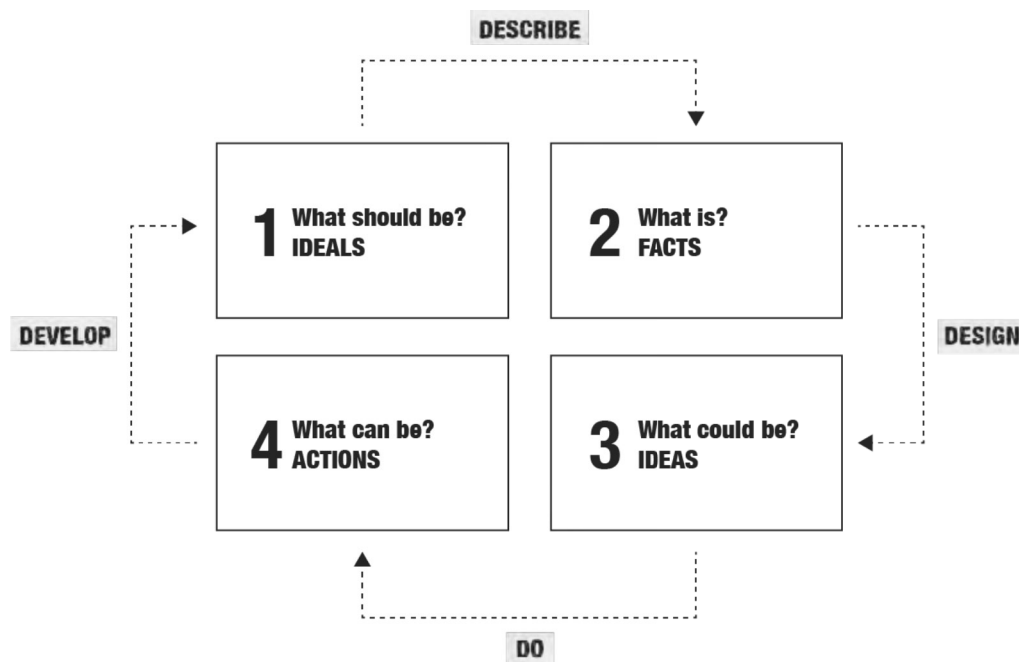 DESCRIBE
1 What should be?
IDEALS
2 What is?
FACTS
DEVELOP
DESIGN
4 What can be?
ACTIONS
3 What could be?
IDEAS
DO